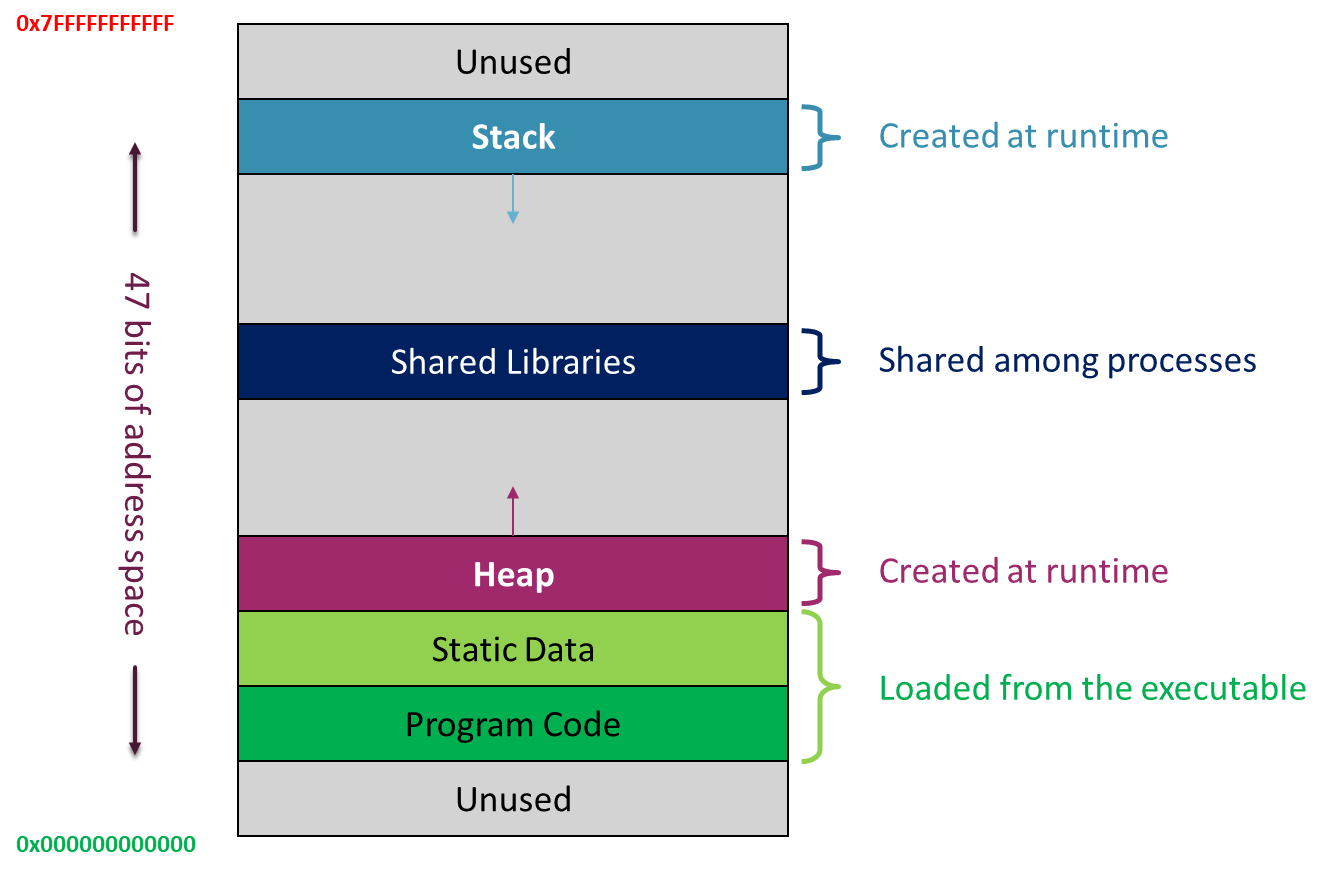 0x7FFFFFFFFFFF
Unused
Stack
Created at runtime
47 bits of address space
Shared Libraries
Shared among processes
Heap
Created at runtime
Static Data
Loaded from the executable
Program Code
Unused
0x000000000000